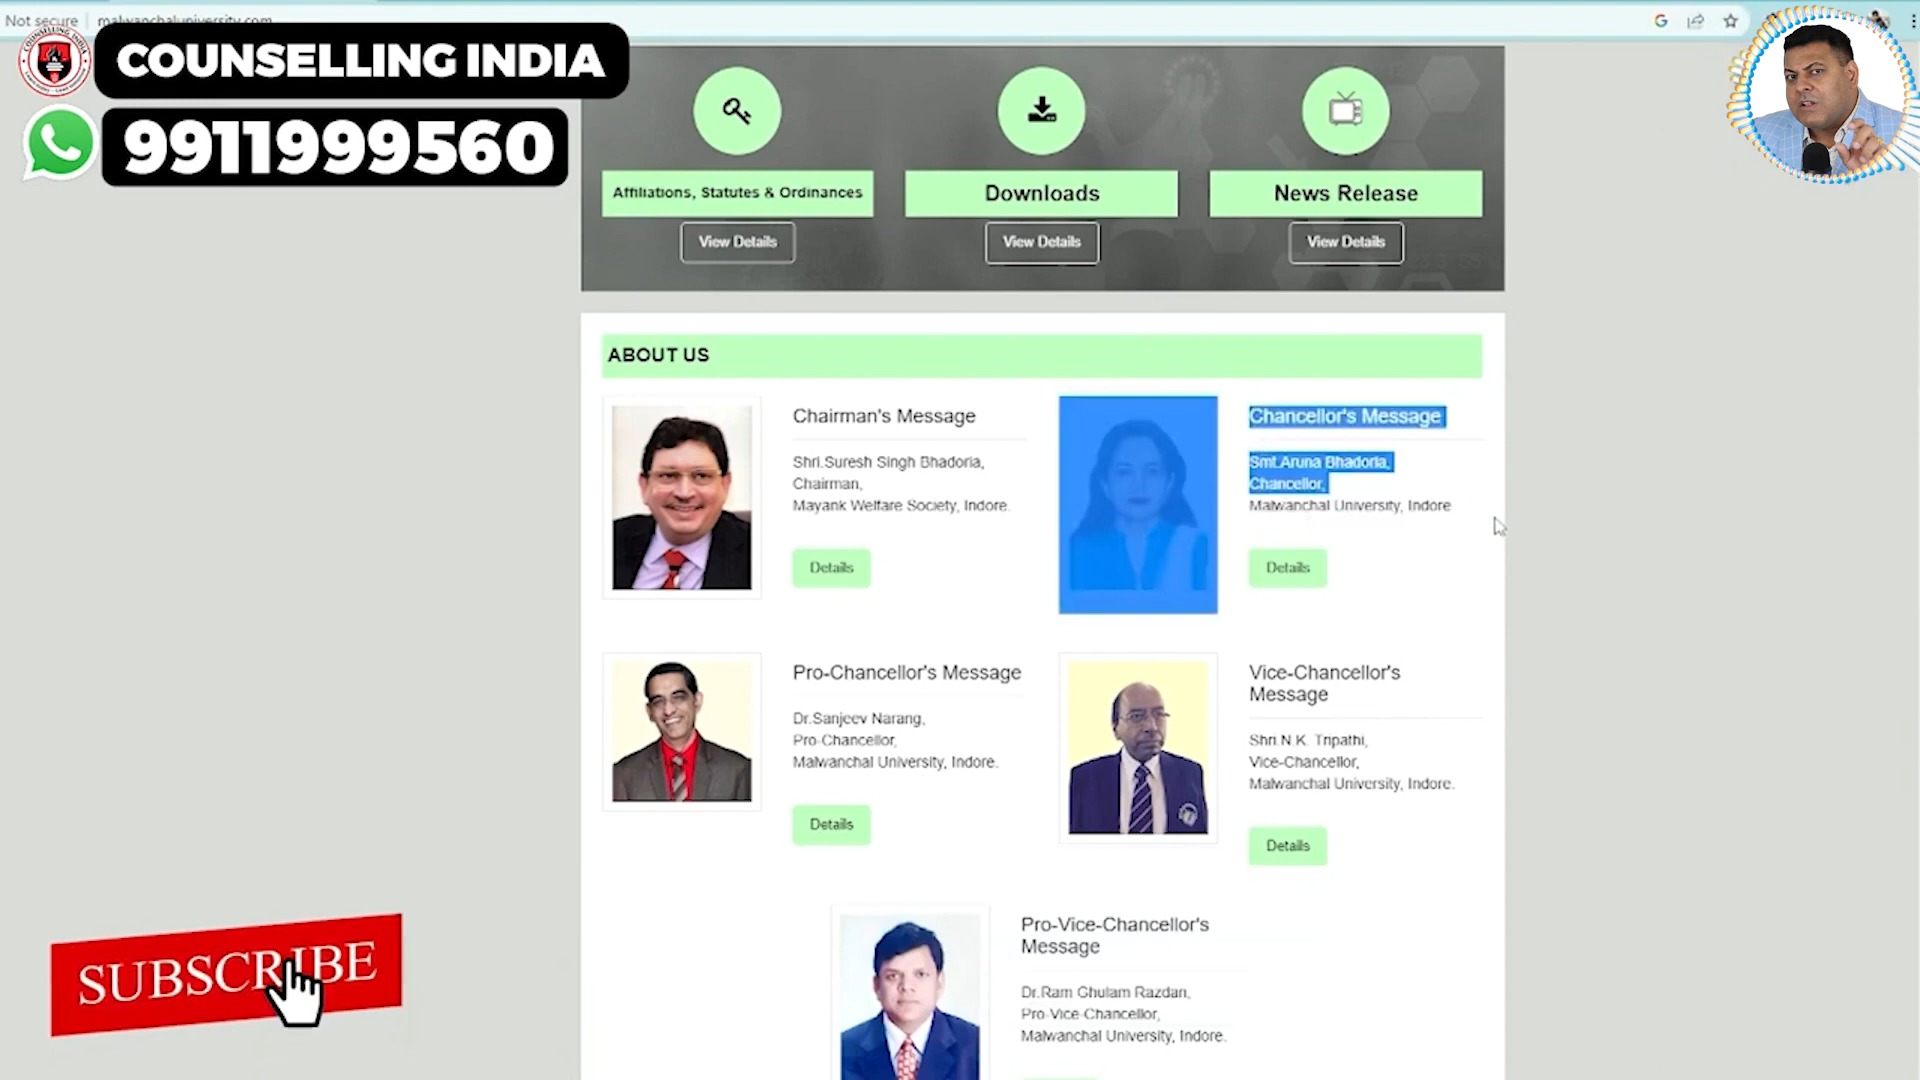 Not secure
malwanchaluniversity.com
COUNSELLING INDIA
9911999560
Affiliations, Statutes & Ordinances
Downloads
News Release
View Details
View Details
View Details
ABOUT US
Chairman's Message
Shri.Suresh Singh Bhadoria,
Chairman,
Mayank Welfare Society, Indore.
Details
Chancellor's Message
Smt.Aruna Bhadoria,
Chancellor,
Malwanchal University, Indore
Details
Pro-Chancellor's Message
Dr.Sanjeev Narang,
Pro-Chancellor,
Malwanchal University, Indore.
Details
Vice-Chancellor's
Message
Shri.N.K. Tripathi,
Vice-Chancellor,
Malwanchal University, Indore.
Details
Pro-Vice-Chancellor's
Message
Dr.Ram Ghulam Razdan,
Pro-Vice-Chancellor,
Malwanchal University, Indore.
SUBSCRIBE